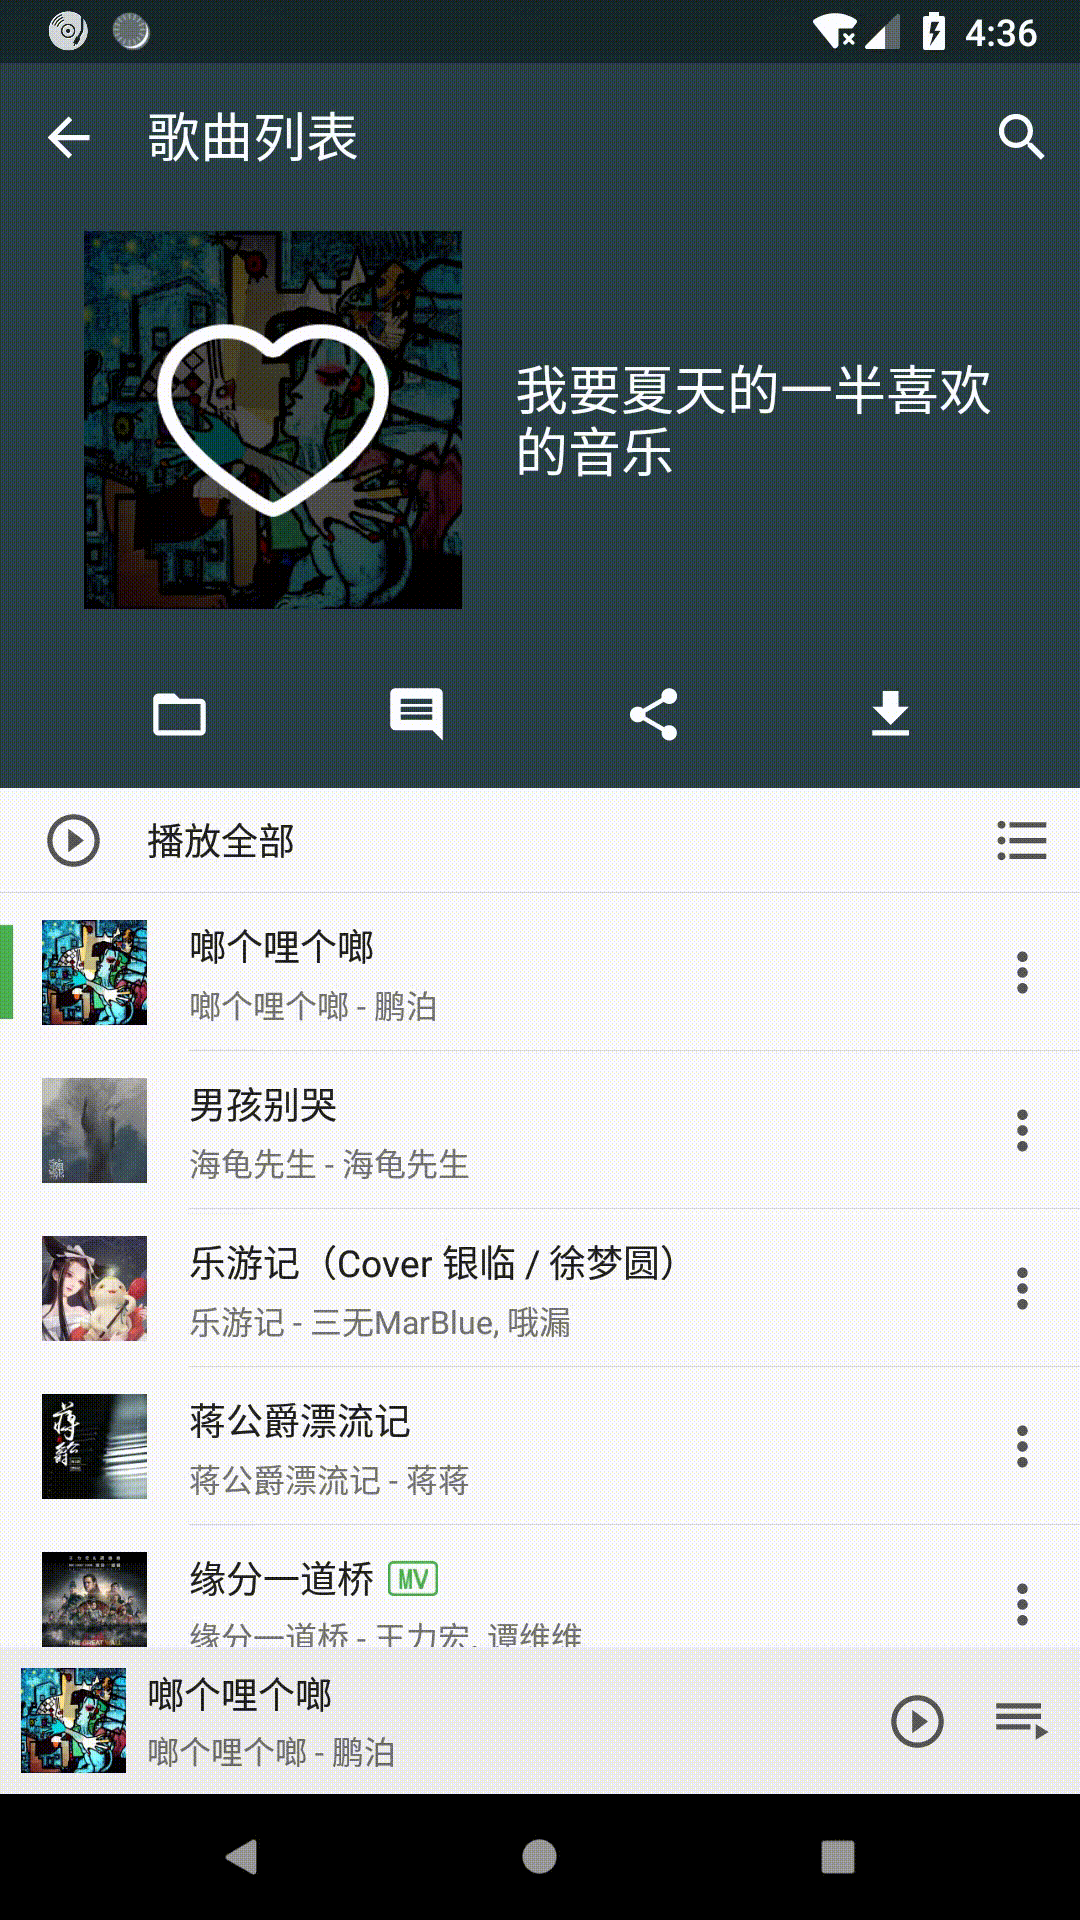 4:36
歌曲列表
我要夏天的一半喜欢
的音乐
播放全部
啷个哩个啷
啷个哩个啷 - 鹏泊
男孩别哭
海龟先生 - 海龟先生
乐游记（Cover 银临 / 徐梦圆）
乐游记 - 三无MarBlue, 哦漏
蒋公爵漂流记
蒋公爵漂流记 - 蒋蒋
缘分一道桥 MV
缘分一道桥 - 王力宏, 谭维维
啷个哩个啷
啷个哩个啷 - 鹏泊